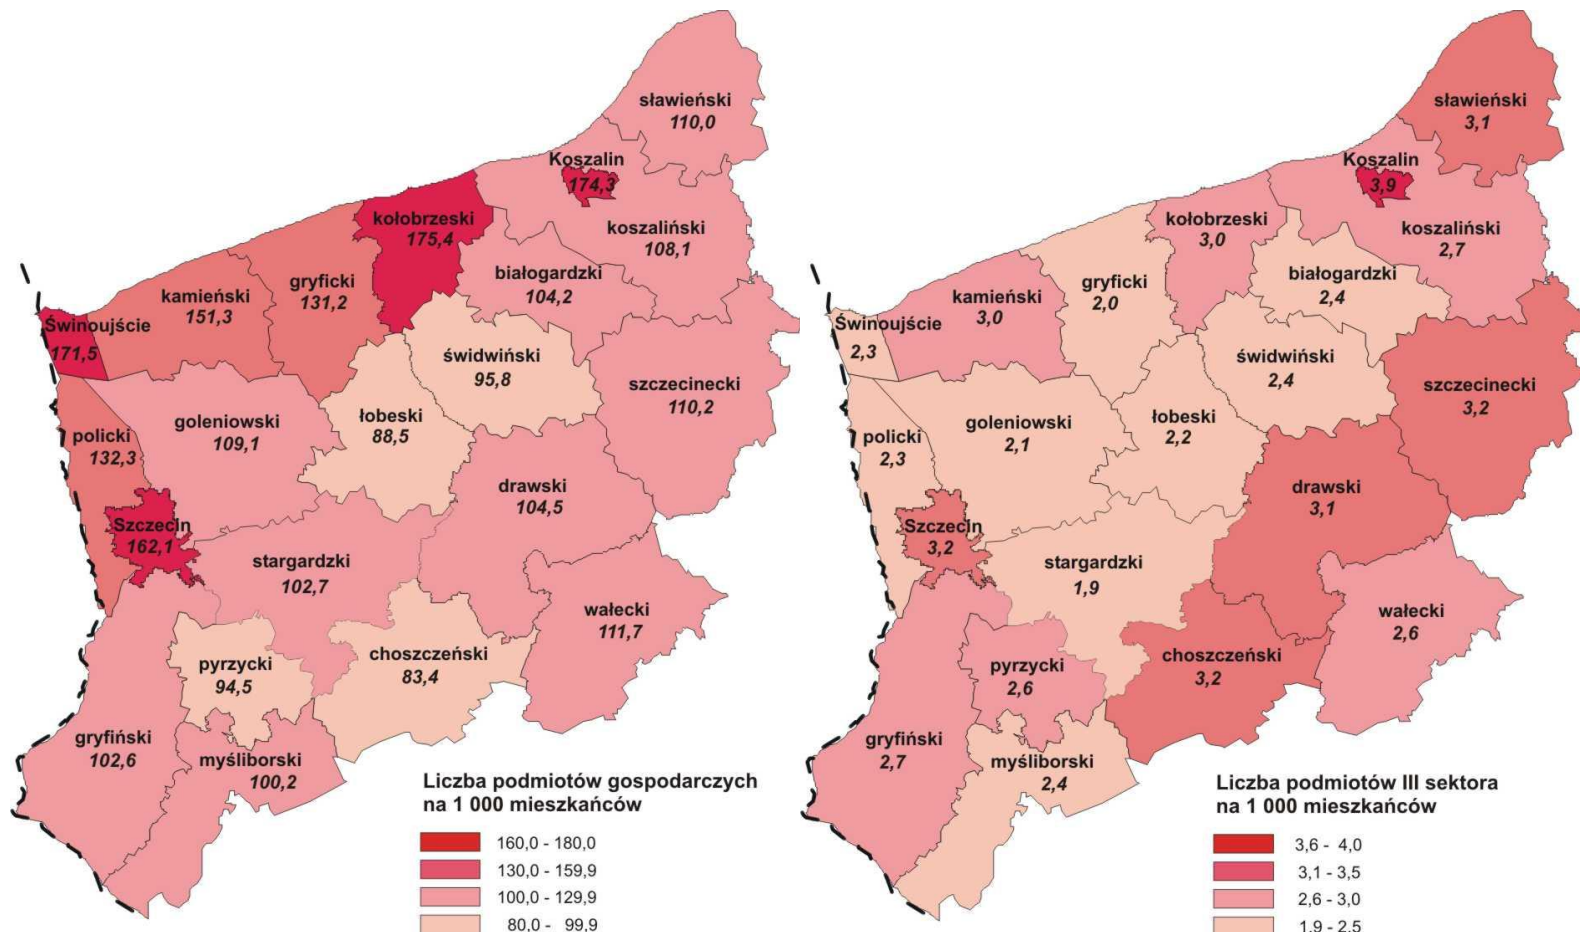 sławieński
110,0
Koszalin
174,3
kołobrzeski
175,4
koszaliński
108,1
białogardzki
104,2
gryficki
131,2
kamieński
151,3
Świnoujście
171,5
świdwiński
95,8
szczecinecki
110,2
łobeski
88,5
goleniowski
109,1
policki
132,3
drawski
104,5
Szczecin
162,1
stargardzki
102,7
wałecki
111,7
choszczeński
83,4
pyrzycki
94,5
gryfiński
102,6
myśliborski
100,2
Liczba podmiotów gospodarczych
na 1 000 mieszkańców
160,0 - 180,0
130,0 - 159,9
100,0 - 129,9
80,0 - 99,9
sławieński
3,1
Koszalin
3,9
kołobrzeski
3,0
koszaliński
2,7
białogardzki
2,4
gryficki
2,0
kamieński
3,0
Świnoujście
2,3
świdwiński
2,4
szczecinecki
3,2
łobeski
2,2
goleniowski
2,1
policki
2,3
drawski
3,1
Szczecin
3,2
stargardzki
1,9
wałecki
2,6
choszczeński
3,2
pyrzycki
2,6
gryfiński
2,7
myśliborski
2,4
Liczba podmiotów III sektora
na 1 000 mieszkańców
3,6 - 4,0
3,1 - 3,5
2,6 - 3,0
1,9 - 2,5